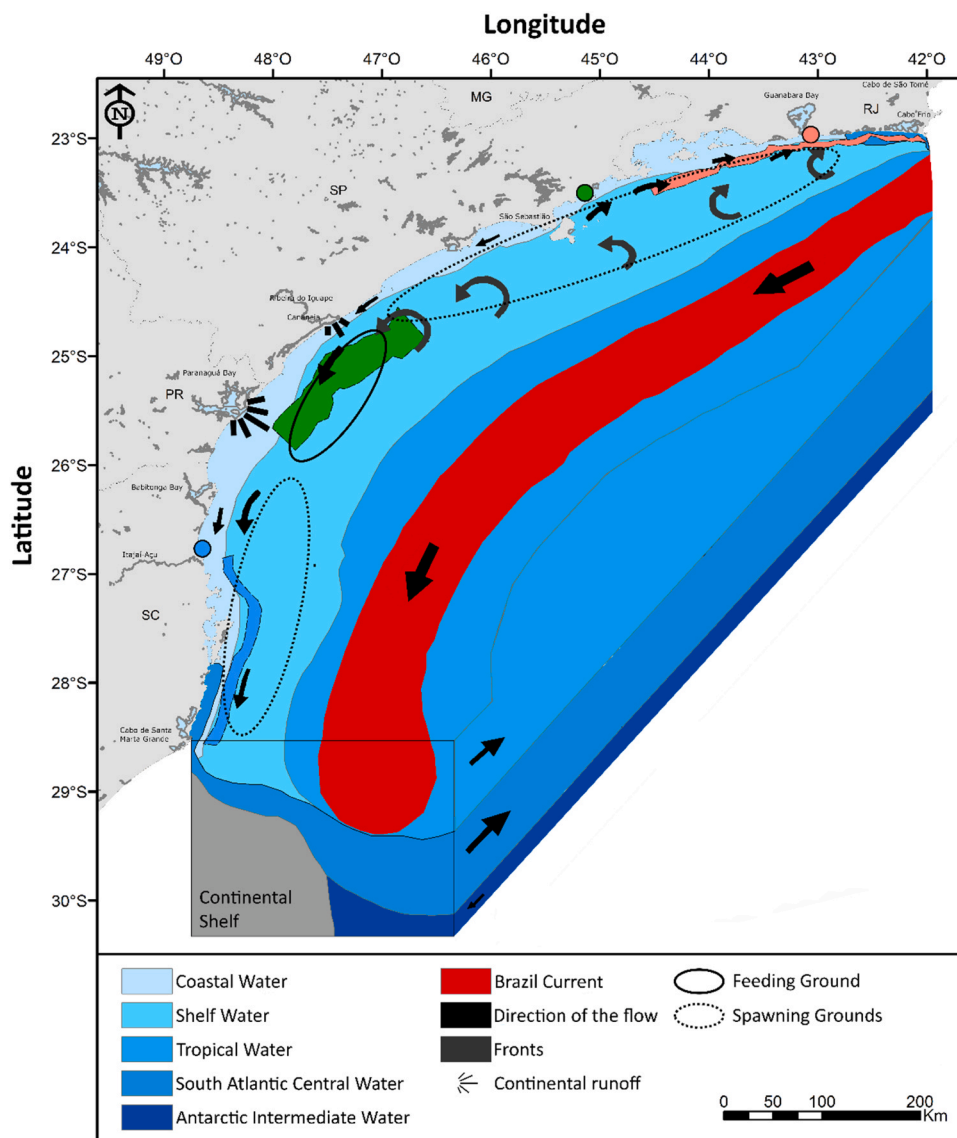 Longitude
49°O 48°O 47°O 46°O 45°O 44°O 43°O 42°O
Cabo de São Tomé
MG
Guanabara Bay
RJ
Cabo Frio
N
23°S
SP
São Sebastião
24°S
Ribeira do Iguape
Cananéia
25°S
Paranaguá Bay
PR
26°S
Babitonga Bay
Latitude
Itajaí-Açu
27°S
SC
28°S
Cabo de Santa
Marta Grande
29°S
Continental
Shelf
30°S
Coastal Water
Shelf Water
Tropical Water
South Atlantic Central Water
Antarctic Intermediate Water
Brazil Current
Direction of the flow
Fronts
Continental runoff
Feeding Ground
Spawning Grounds
0 50 100 200
Km